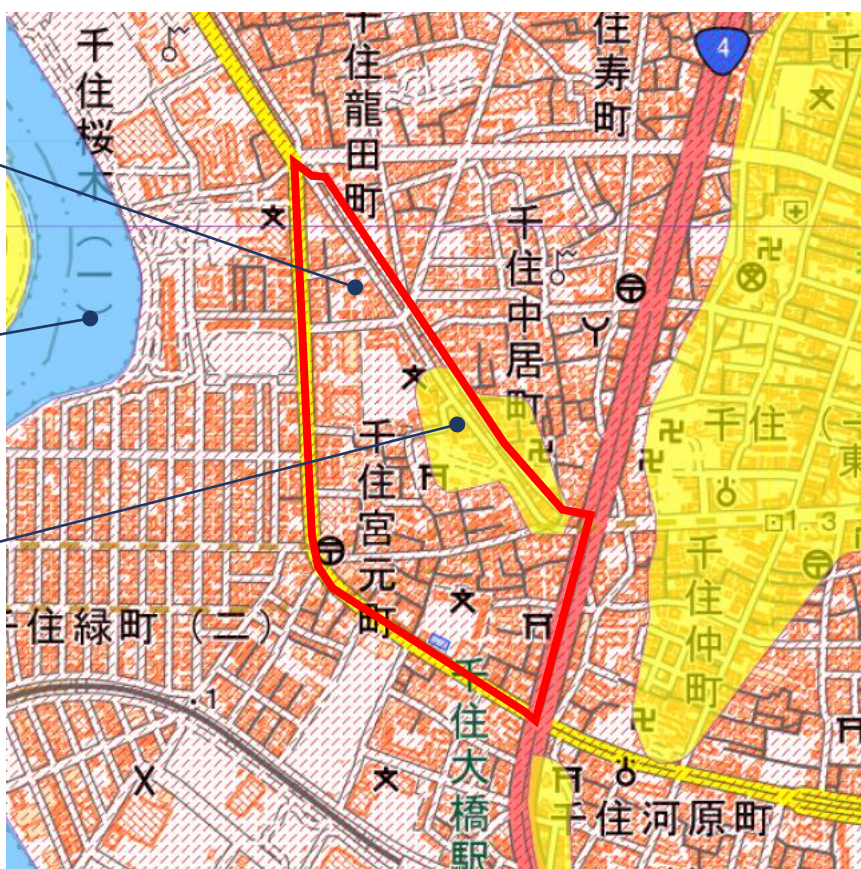 千住桜木(一)
千住龍田町
住寿町
4
千
千住中居町
千住(一
東
1.3
千住宮元町
千住仲町
千住緑町(二)
.1
千住大橋駅
千住河原町